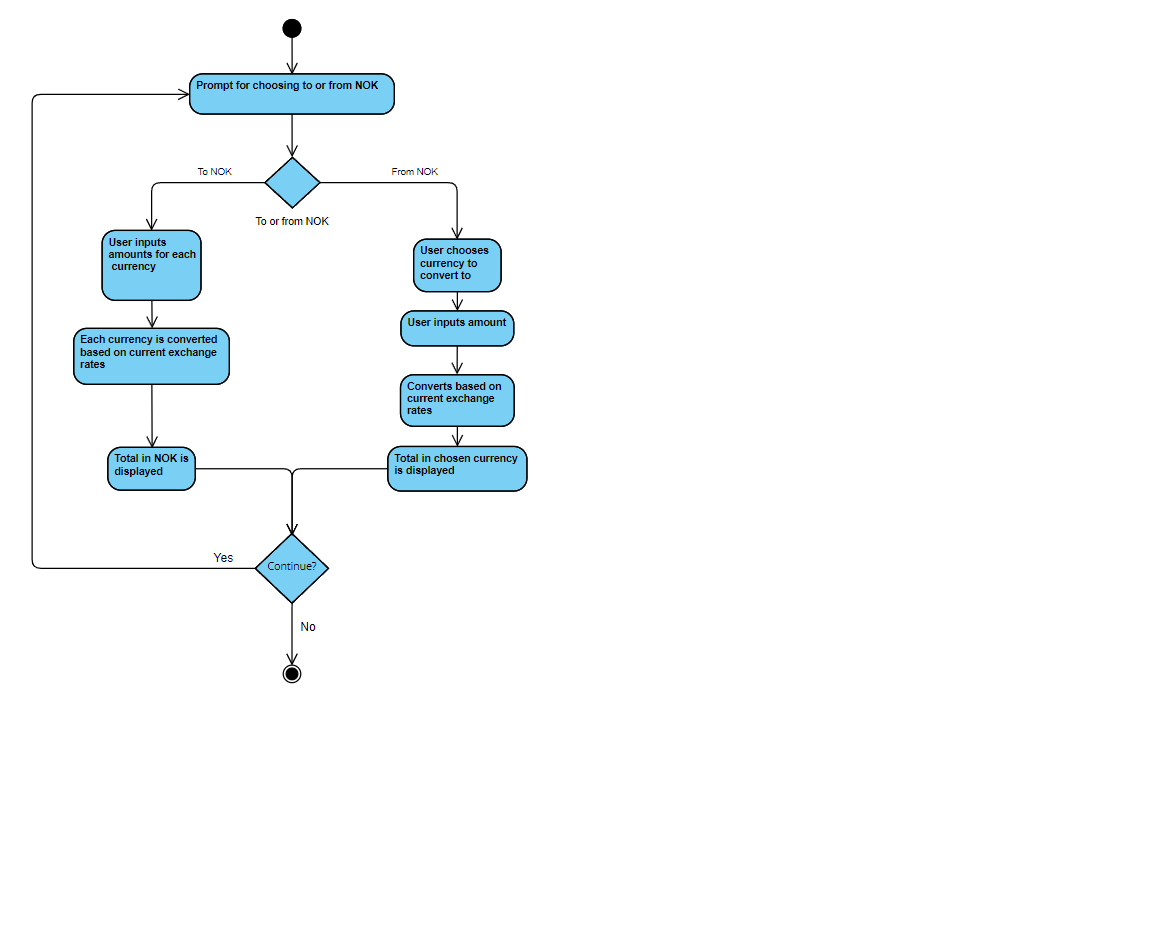 Prompt for choosing to or from NOK
To NOK
From NOK
To or from NOK
User inputs
amounts for each
currency
User chooses
currency to
convert to
User inputs amount
Each currency is converted
based on current exchange
rates
Converts based on
current exchange
rates
Total in NOK is
displayed
Total in chosen currency
is displayed
Yes
Continue?
No